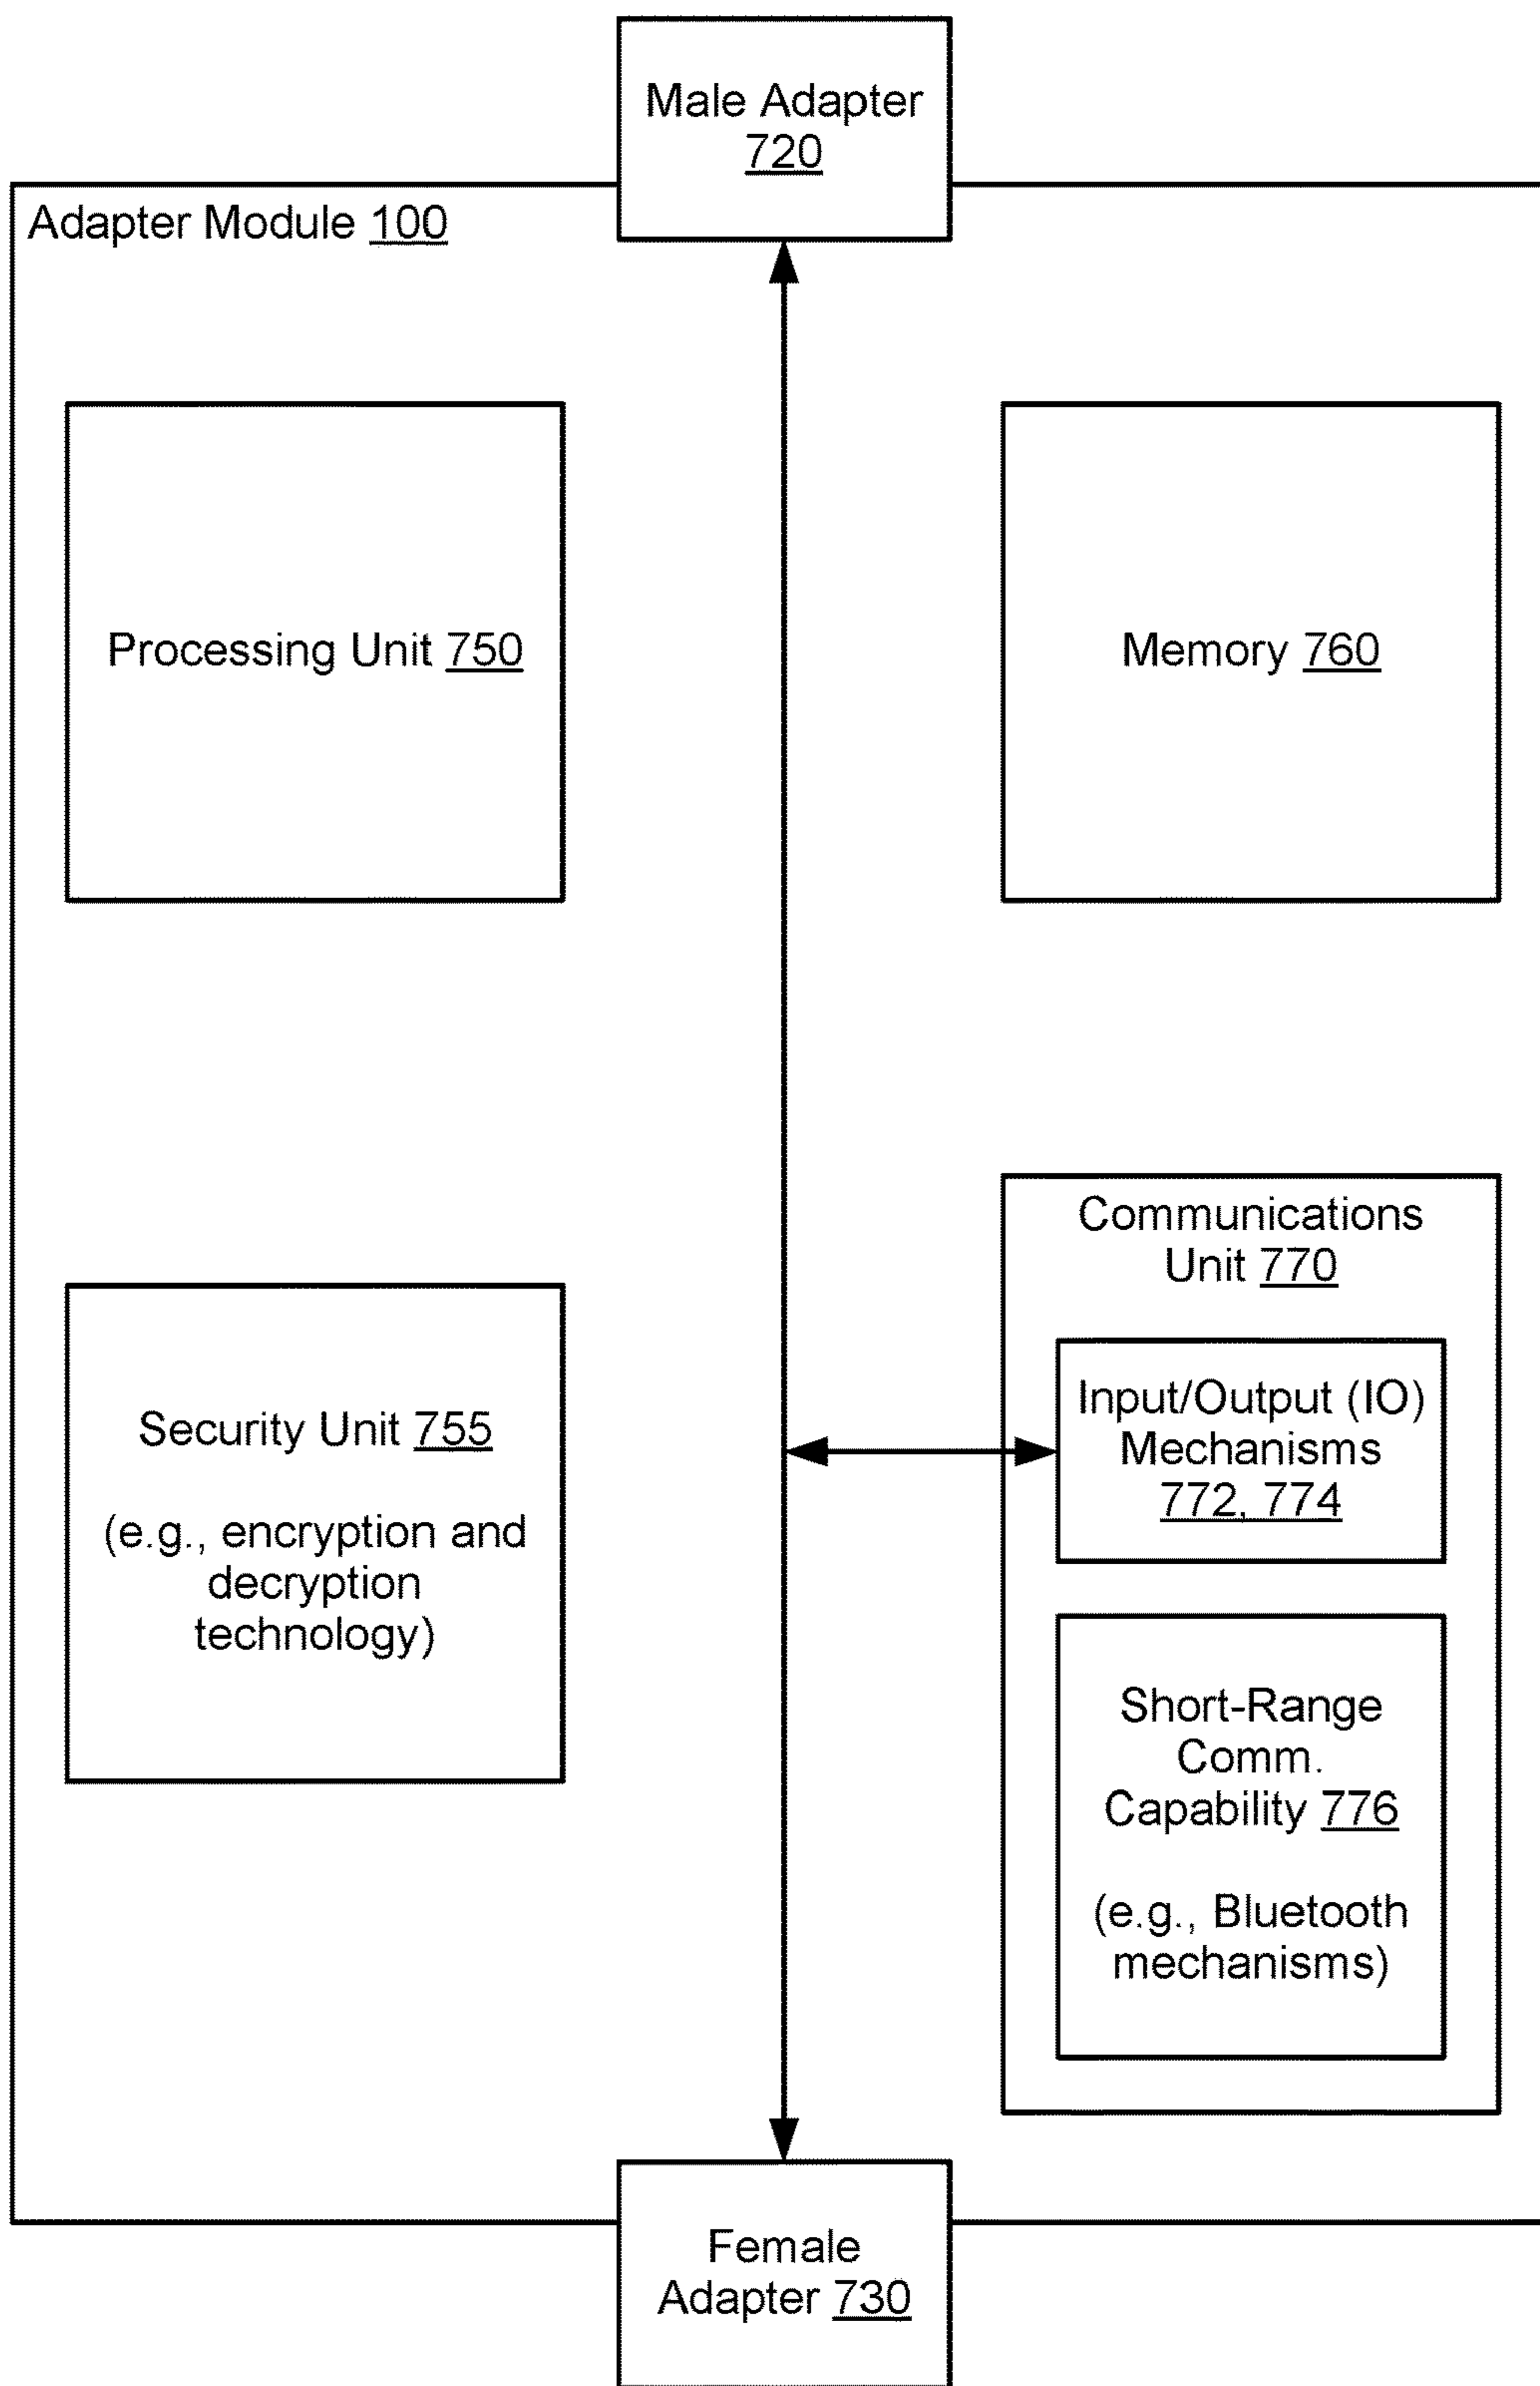 Male Adapter
720
Adapter Module 100
Processing Unit 750
Memory 760
Communications
Unit 770
Input/Output (IO)
Mechanisms
772, 774
Security Unit 755
(e.g., encryption and
decryption
technology)
Short-Range
Comm.
Capability 776
(e.g., Bluetooth
mechanisms)
Female
Adapter 730